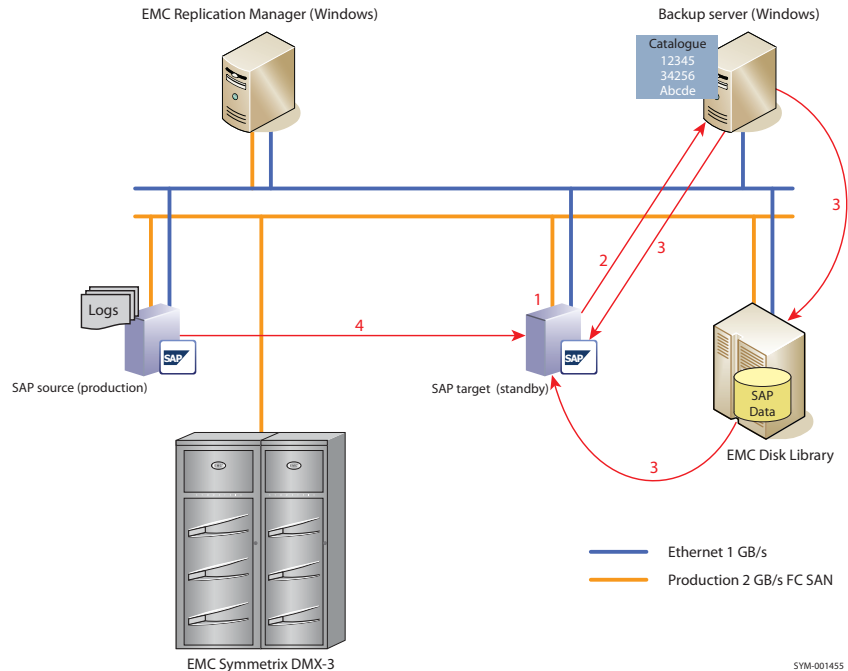 EMC Replication Manager (Windows)
Backup server (Windows)
Catalogue
12345
34256
Abcde
3
2
3
1
Logs
4
SAP
SAP
SAP source (production)
SAP target (standby)
SAP
Data
EMC Disk Library
3
Ethernet 1 GB/s
Production 2 GB/s FC SAN
EMC
EMC
EMC Symmetrix DMX-3
SYM-001455